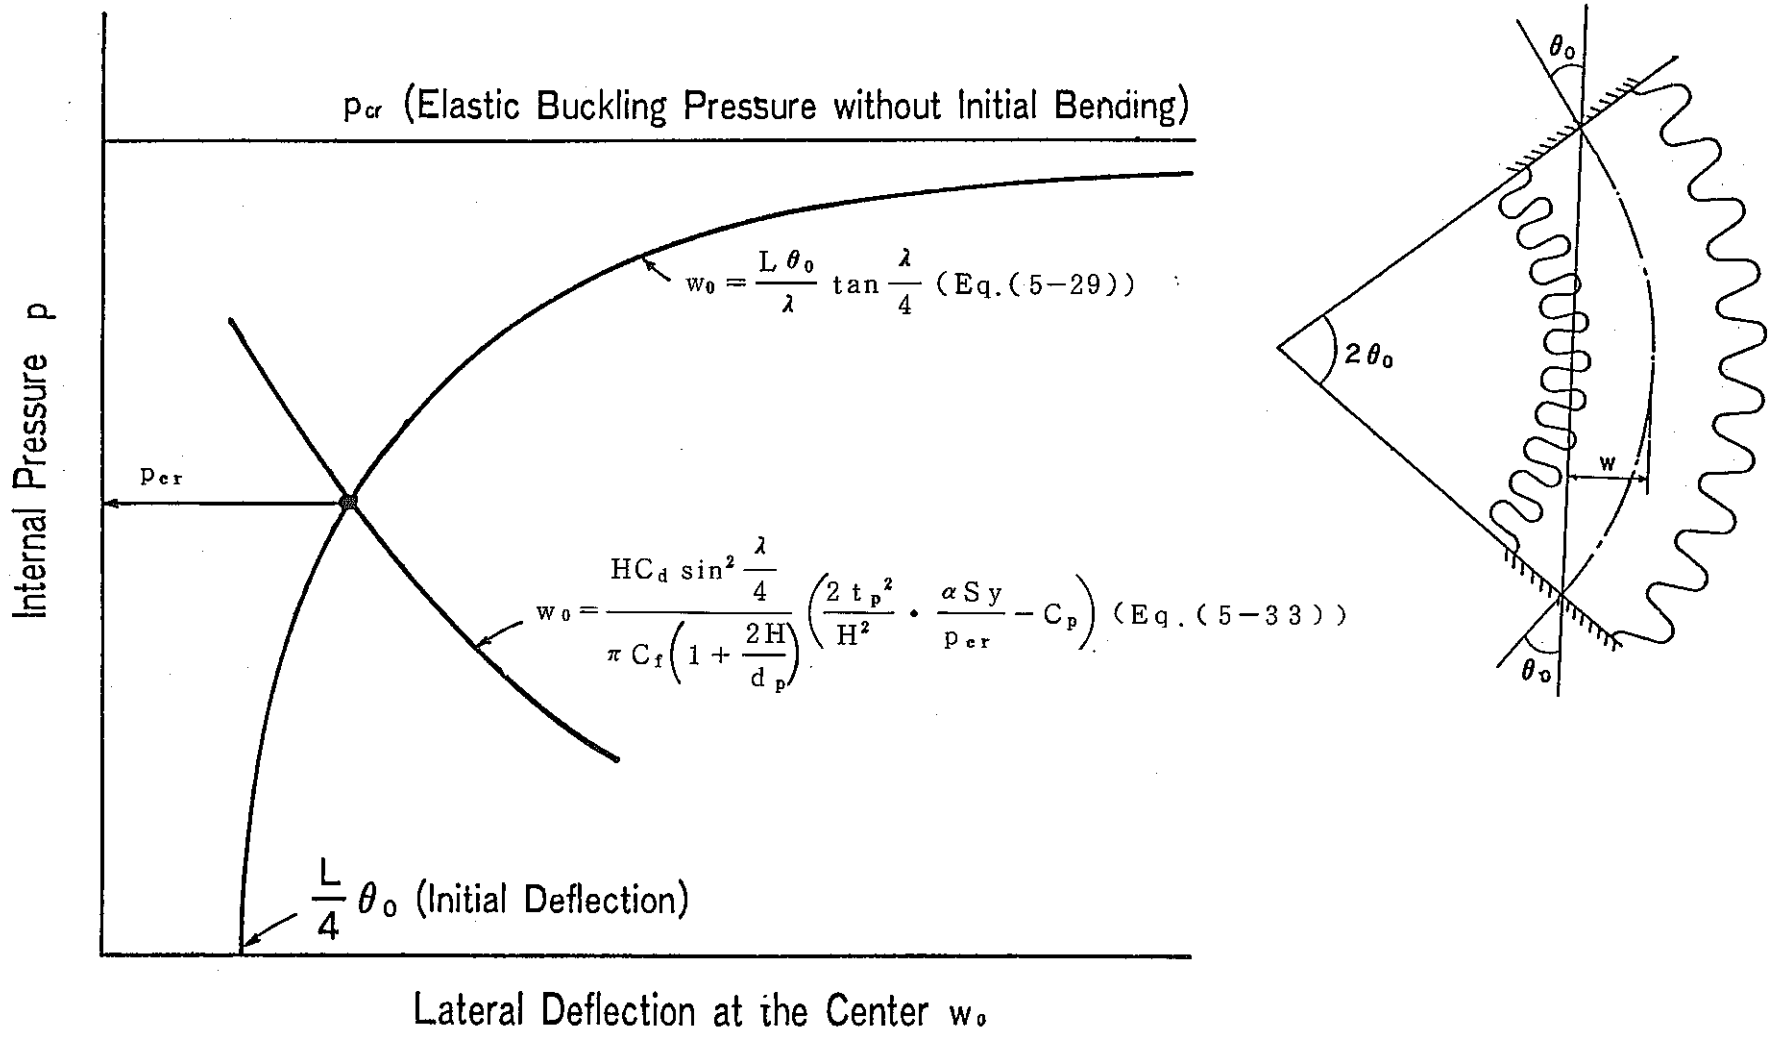 p_cr (Elastic Buckling Pressure without Initial Bending)
w₀ = L θ₀ / λ tan λ / 4 (Eq.(5−29))
Internal Pressure p
p_cr
w₀ = HC_d sin² λ / 4 / π C_f (1 + 2H / d_p) (2 t_p² / H² · α Sy / p_cr − C_p) (Eq.(5−33))
L / 4 θ₀ (Initial Deflection)
Lateral Deflection at the Center w₀
θ₀
2θ₀
w
θ₀